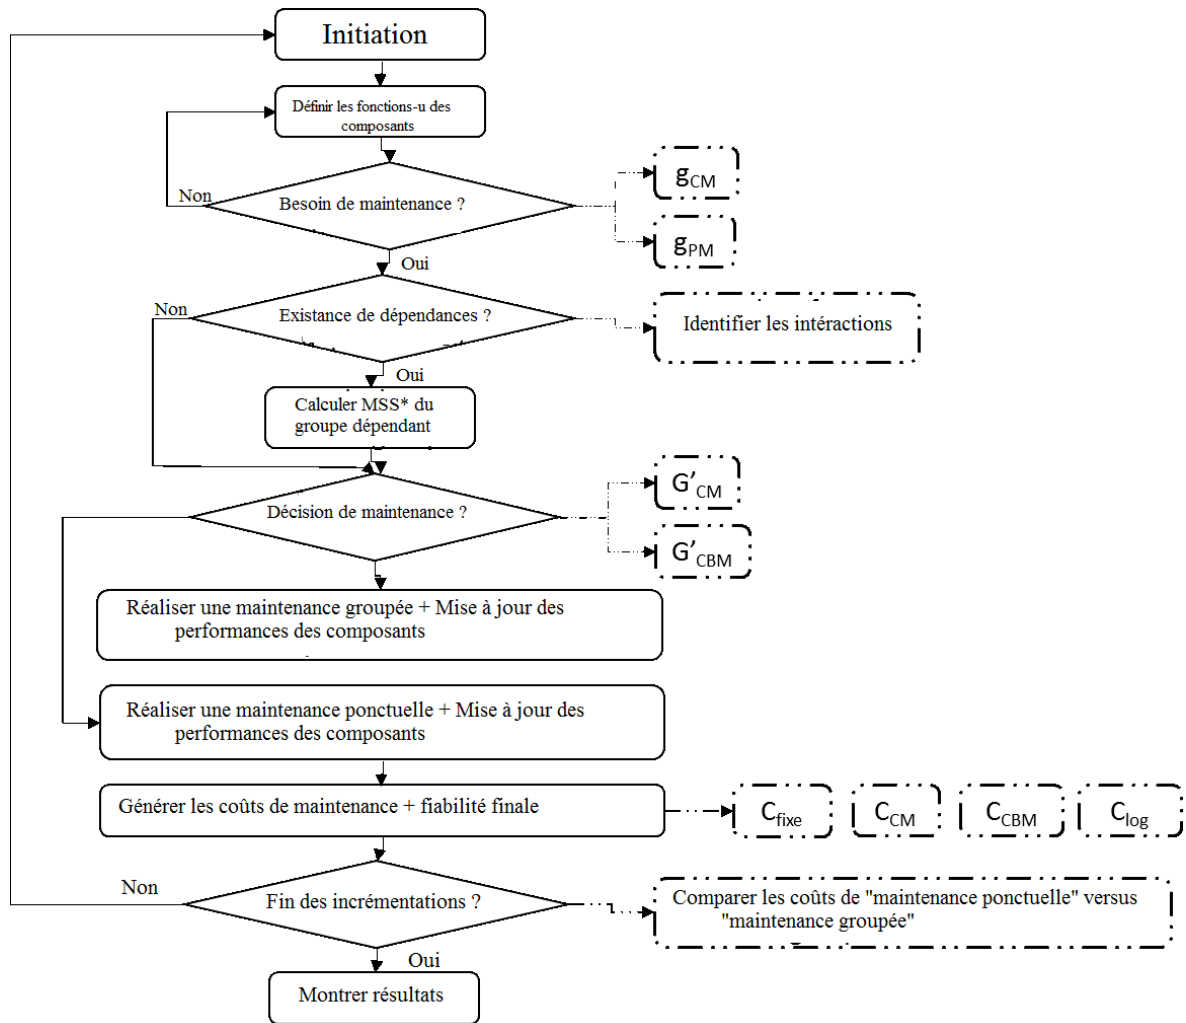 Initiation
Définir les fonctions-u des
composants
Non
Besoin de maintenance ?
gCM
gPM
Oui
Non
Existance de dépendances ?
Identifier les intéractions
Oui
Calculer MSS* du
groupe dépendant
Décision de maintenance ?
G’CM
G’CBM
Réaliser une maintenance groupée + Mise à jour des
performances des composants
Réaliser une maintenance ponctuelle + Mise à jour des
performances des composants
Générer les coûts de maintenance + fiabilité finale
Cfixe
CCM
CCBM
Clog
Non
Fin des incrémentations ?
Comparer les coûts de "maintenance ponctuelle" versus
"maintenance groupée"
Oui
Montrer résultats